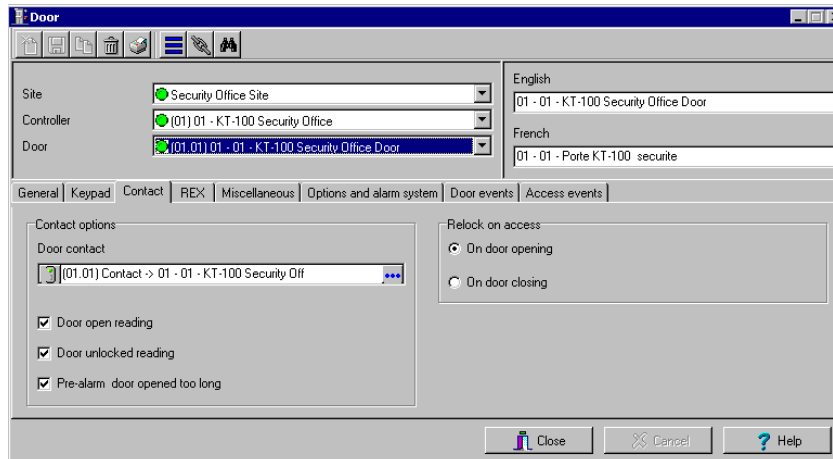 Door
English
Site
Security Office Site
01 - 01 - KT-100 Security Office Door
Controller
(01) 01 - KT-100 Security Office
French
Door
(01.01) 01 - 01 - KT-100 Security Office Door
01 - 01 - Porte KT-100 securite
General
Keypad
Contact
REX
Miscellaneous
Options and alarm system
Door events
Access events
Contact options
Door contact
(01.01) Contact -> 01 - 01 - KT-100 Security Off
Door open reading
Door unlocked reading
Pre-alarm door opened too long
Relock on access
On door opening
On door closing
Close
Cancel
Help